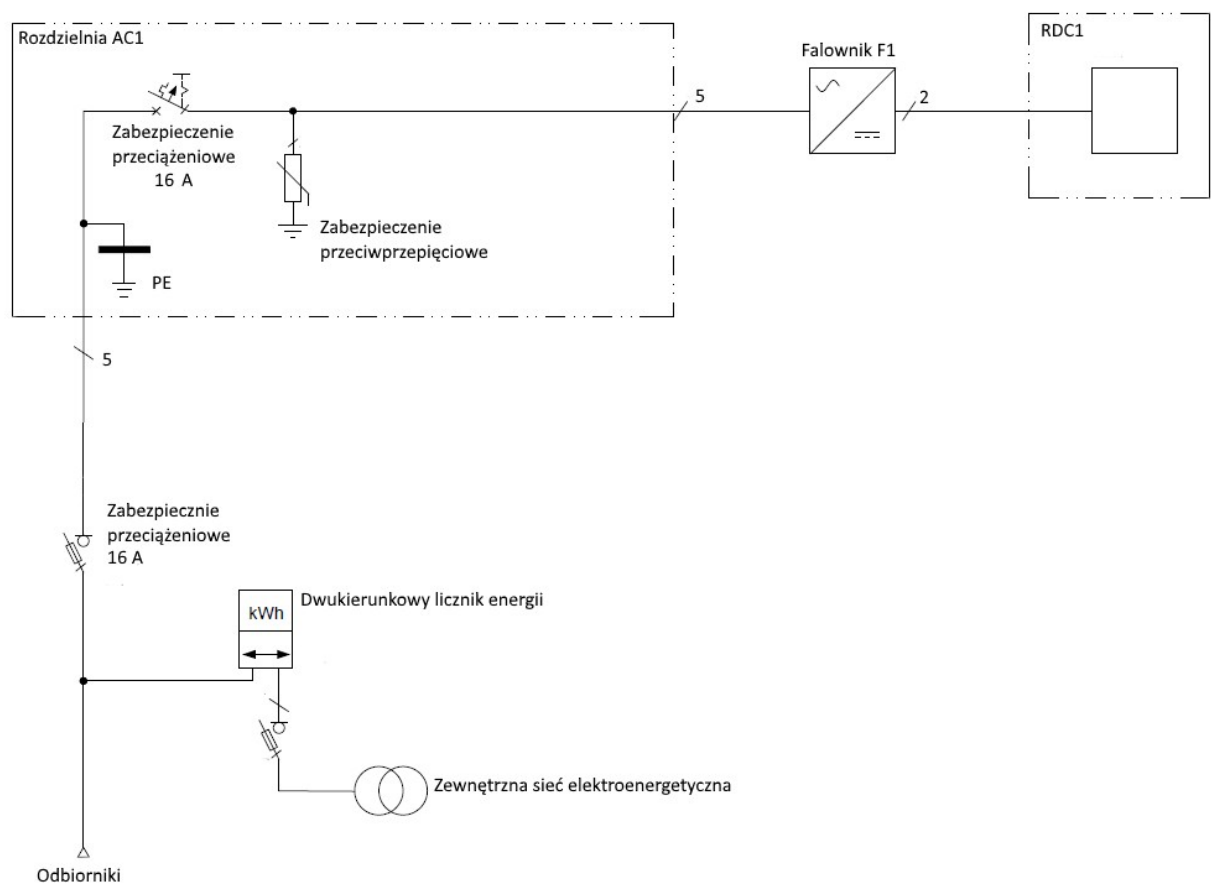 Rozdzielnia AC1
Falownik F1
RDC1
5
2
Zabezpieczenie
przeciążeniowe
16 A
Zabezpieczenie
przeciwprzepięciowe
PE
5
Zabezpiecznie
przeciążeniowe
16 A
kWh
Dwukierunkowy licznik energii
Zewnętrzna sieć elektroenergetyczna
Odbiorniki